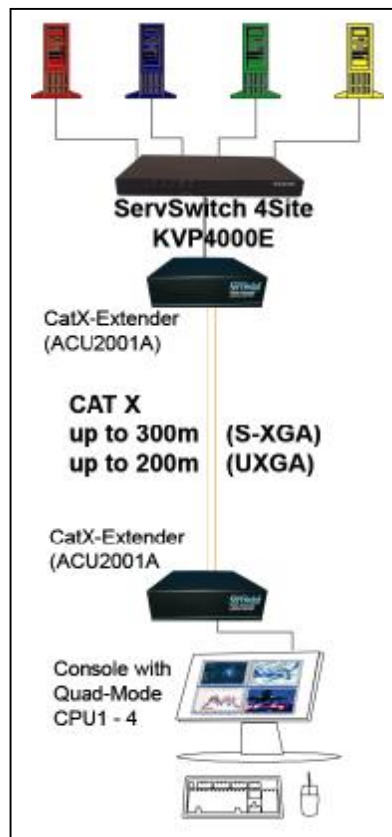 ServSwitch 4Site
KVP4000E
CatX-Extender
(ACU2001A)
CAT X
up to 300m (S-XGA)
up to 200m (UXGA)
CatX-Extender
(ACU2001A
Console with
Quad-Mode
CPU1 - 4